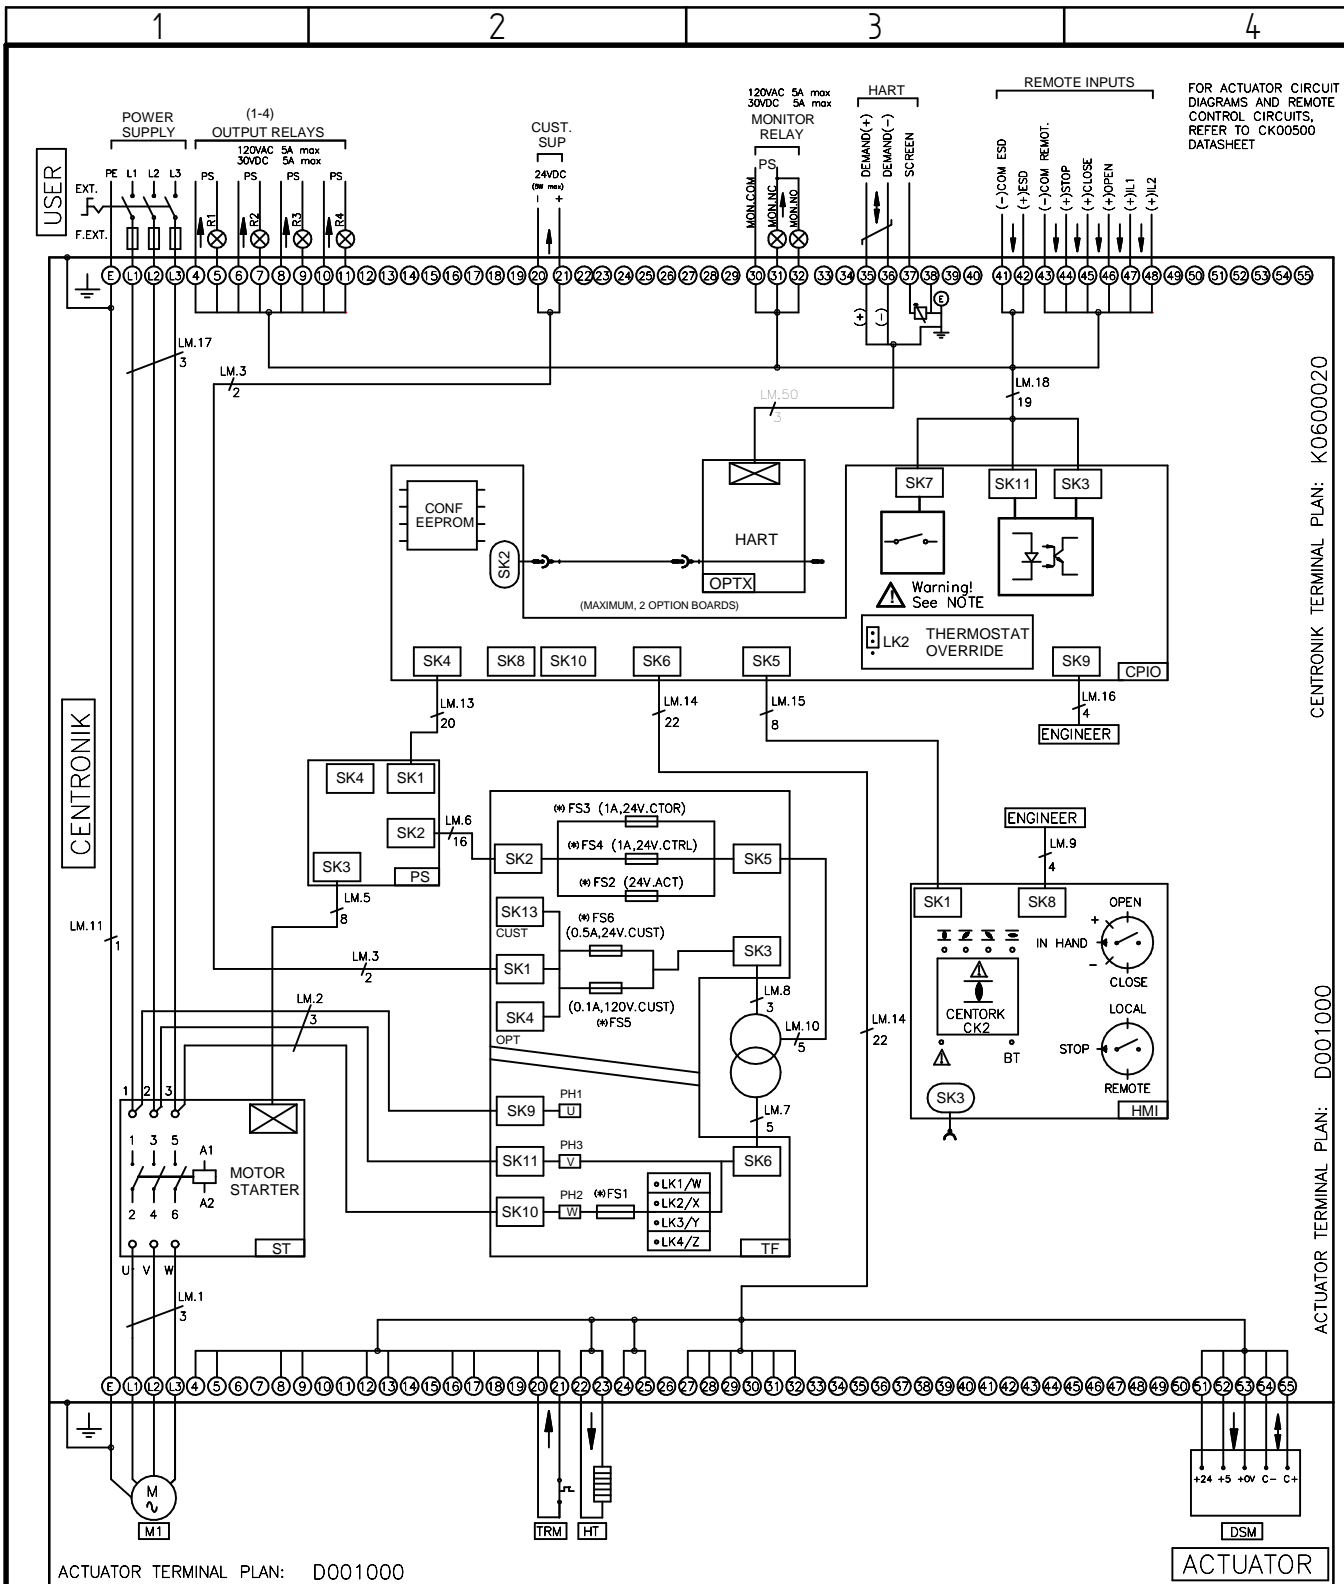 1 2 3 4
USER
POWER
SUPPLY
(1-4)
OUTPUT RELAYS
120VAC 5A max
30VDC 5A max
CUST.
SUP
24VDC
(5W max)
- +
120VAC 5A max
30VDC 5A max
MONITOR
RELAY
HART
REMOTE INPUTS
FOR ACTUATOR CIRCUIT
DIAGRAMS AND REMOTE
CONTROL CIRCUITS,
REFER TO CK00500
DATASHEET
EXT.
F.EXT.
PE L1 L2 L3
PS PS PS PS
R1 R2 R3 R4
PS
MON.COM
MON.NC
MON.NO
DEMAND(+)
DEMAND(-)
SCREEN
(-)COM ESD
(+)ESD
(-)COM REMOT.
(+)STOP
(+)CLOSE
(+)OPEN
(+)IL1
(+)IL2
E L1 L2 L3 4 5 6 7 8 9 10 11 12 13 14 15 16 17 18 19 20 21 22 23 24 25 26 27 28 29 30 31 32 33 34 35 36 37 38 39 40 41 42 43 44 45 46 47 48 49 50 51 52 53 54 55
(+)
(-)
E
LM.17
3
LM.3
2
LM.50
3
LM.18
19
CENTRONIK TERMINAL PLAN: K0600020
CONF
EEPROM
SK2
HART
OPTX
(MAXIMUM, 2 OPTION BOARDS)
SK7 SK11 SK3
Warning!
See NOTE
LK2
THERMOSTAT
OVERRIDE
SK4 SK8 SK10 SK6 SK5 SK9
CPIO
LM.13
20
LM.14
22
LM.15
8
LM.16
4
ENGINEER
CENTRONIK
SK4 SK1
SK2
SK3
PS
LM.6
16
LM.5
8
LM.11
1
(*)FS3 (1A,24V.CTOR)
(*)FS4 (1A,24V.CTRL)
(*)FS2 (24V.ACT)
SK2
SK5
SK13
CUST
(*)FS6
(0.5A,24V.CUST)
SK1
SK3
LM.3
2
SK4
OPT
(0.1A,120V.CUST)
(*)FS5
LM.8
3
LM.10
5
LM.7
5
LM.14
22
LM.2
3
SK9
PH1
U
SK11
PH3
V
SK10
PH2
W
(*)FS1
LK1/W
LK2/X
LK3/Y
LK4/Z
SK6
TF
ENGINEER
LM.9
4
SK1
SK8
OPEN
+
IN HAND
-
CLOSE
CENTORK
CK2
BT
LOCAL
STOP
REMOTE
SK3
HMI
1 2 3
1 3 5
A1
A2
2 4 6
MOTOR
STARTER
ST
U V W
LM.1
3
ACTUATOR TERMINAL PLAN: D001000
E L1 L2 L3 4 5 6 7 8 9 10 11 12 13 14 15 16 17 18 19 20 21 22 23 24 25 26 27 28 29 30 31 32 33 34 35 36 37 38 39 40 41 42 43 44 45 46 47 48 49 50 51 52 53 54 55
M
M1
TRM
HT
+24 +5 +0V C- C+
DSM
ACTUATOR
ACTUATOR TERMINAL PLAN: D001000